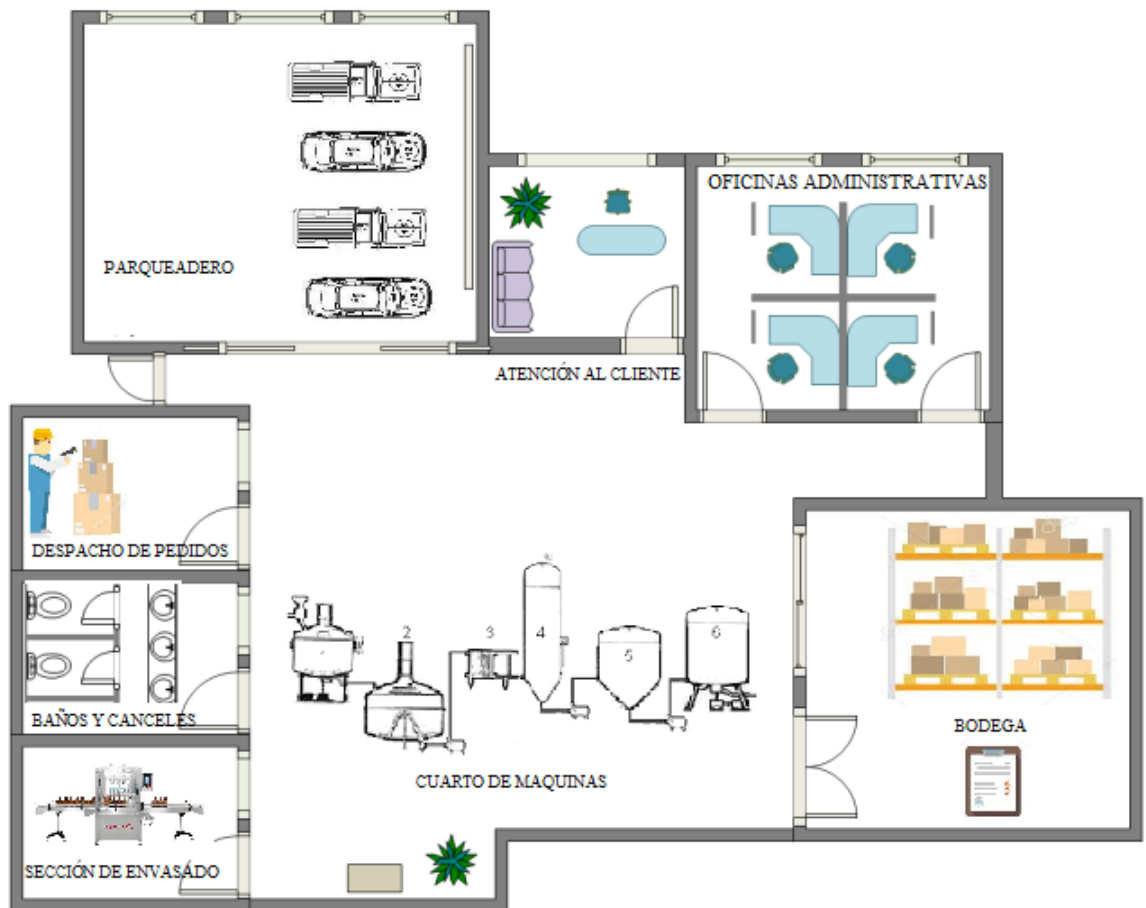 OFICINAS ADMINISTRATIVAS
PARQUEADERO
ATENCIÓN AL CLIENTE
DESPACHO DE PEDIDOS
2
3
4
5
6
BAÑOS Y CANCELES
BODEGA
CUARTO DE MAQUINAS
SECCIÓN DE ENVASADO